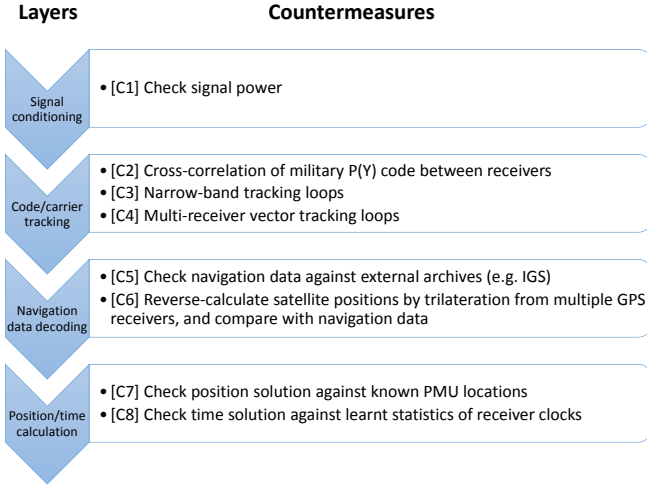 Layers
Countermeasures
Signal
conditioning
• [C1] Check signal power
Code/carrier
tracking
• [C2] Cross-correlation of military P(Y) code between receivers
• [C3] Narrow-band tracking loops
• [C4] Multi-receiver vector tracking loops
Navigation
data decoding
• [C5] Check navigation data against external archives (e.g. IGS)
• [C6] Reverse-calculate satellite positions by trilateration from multiple GPS
receivers, and compare with navigation data
Position/time
calculation
• [C7] Check position solution against known PMU locations
• [C8] Check time solution against learnt statistics of receiver clocks